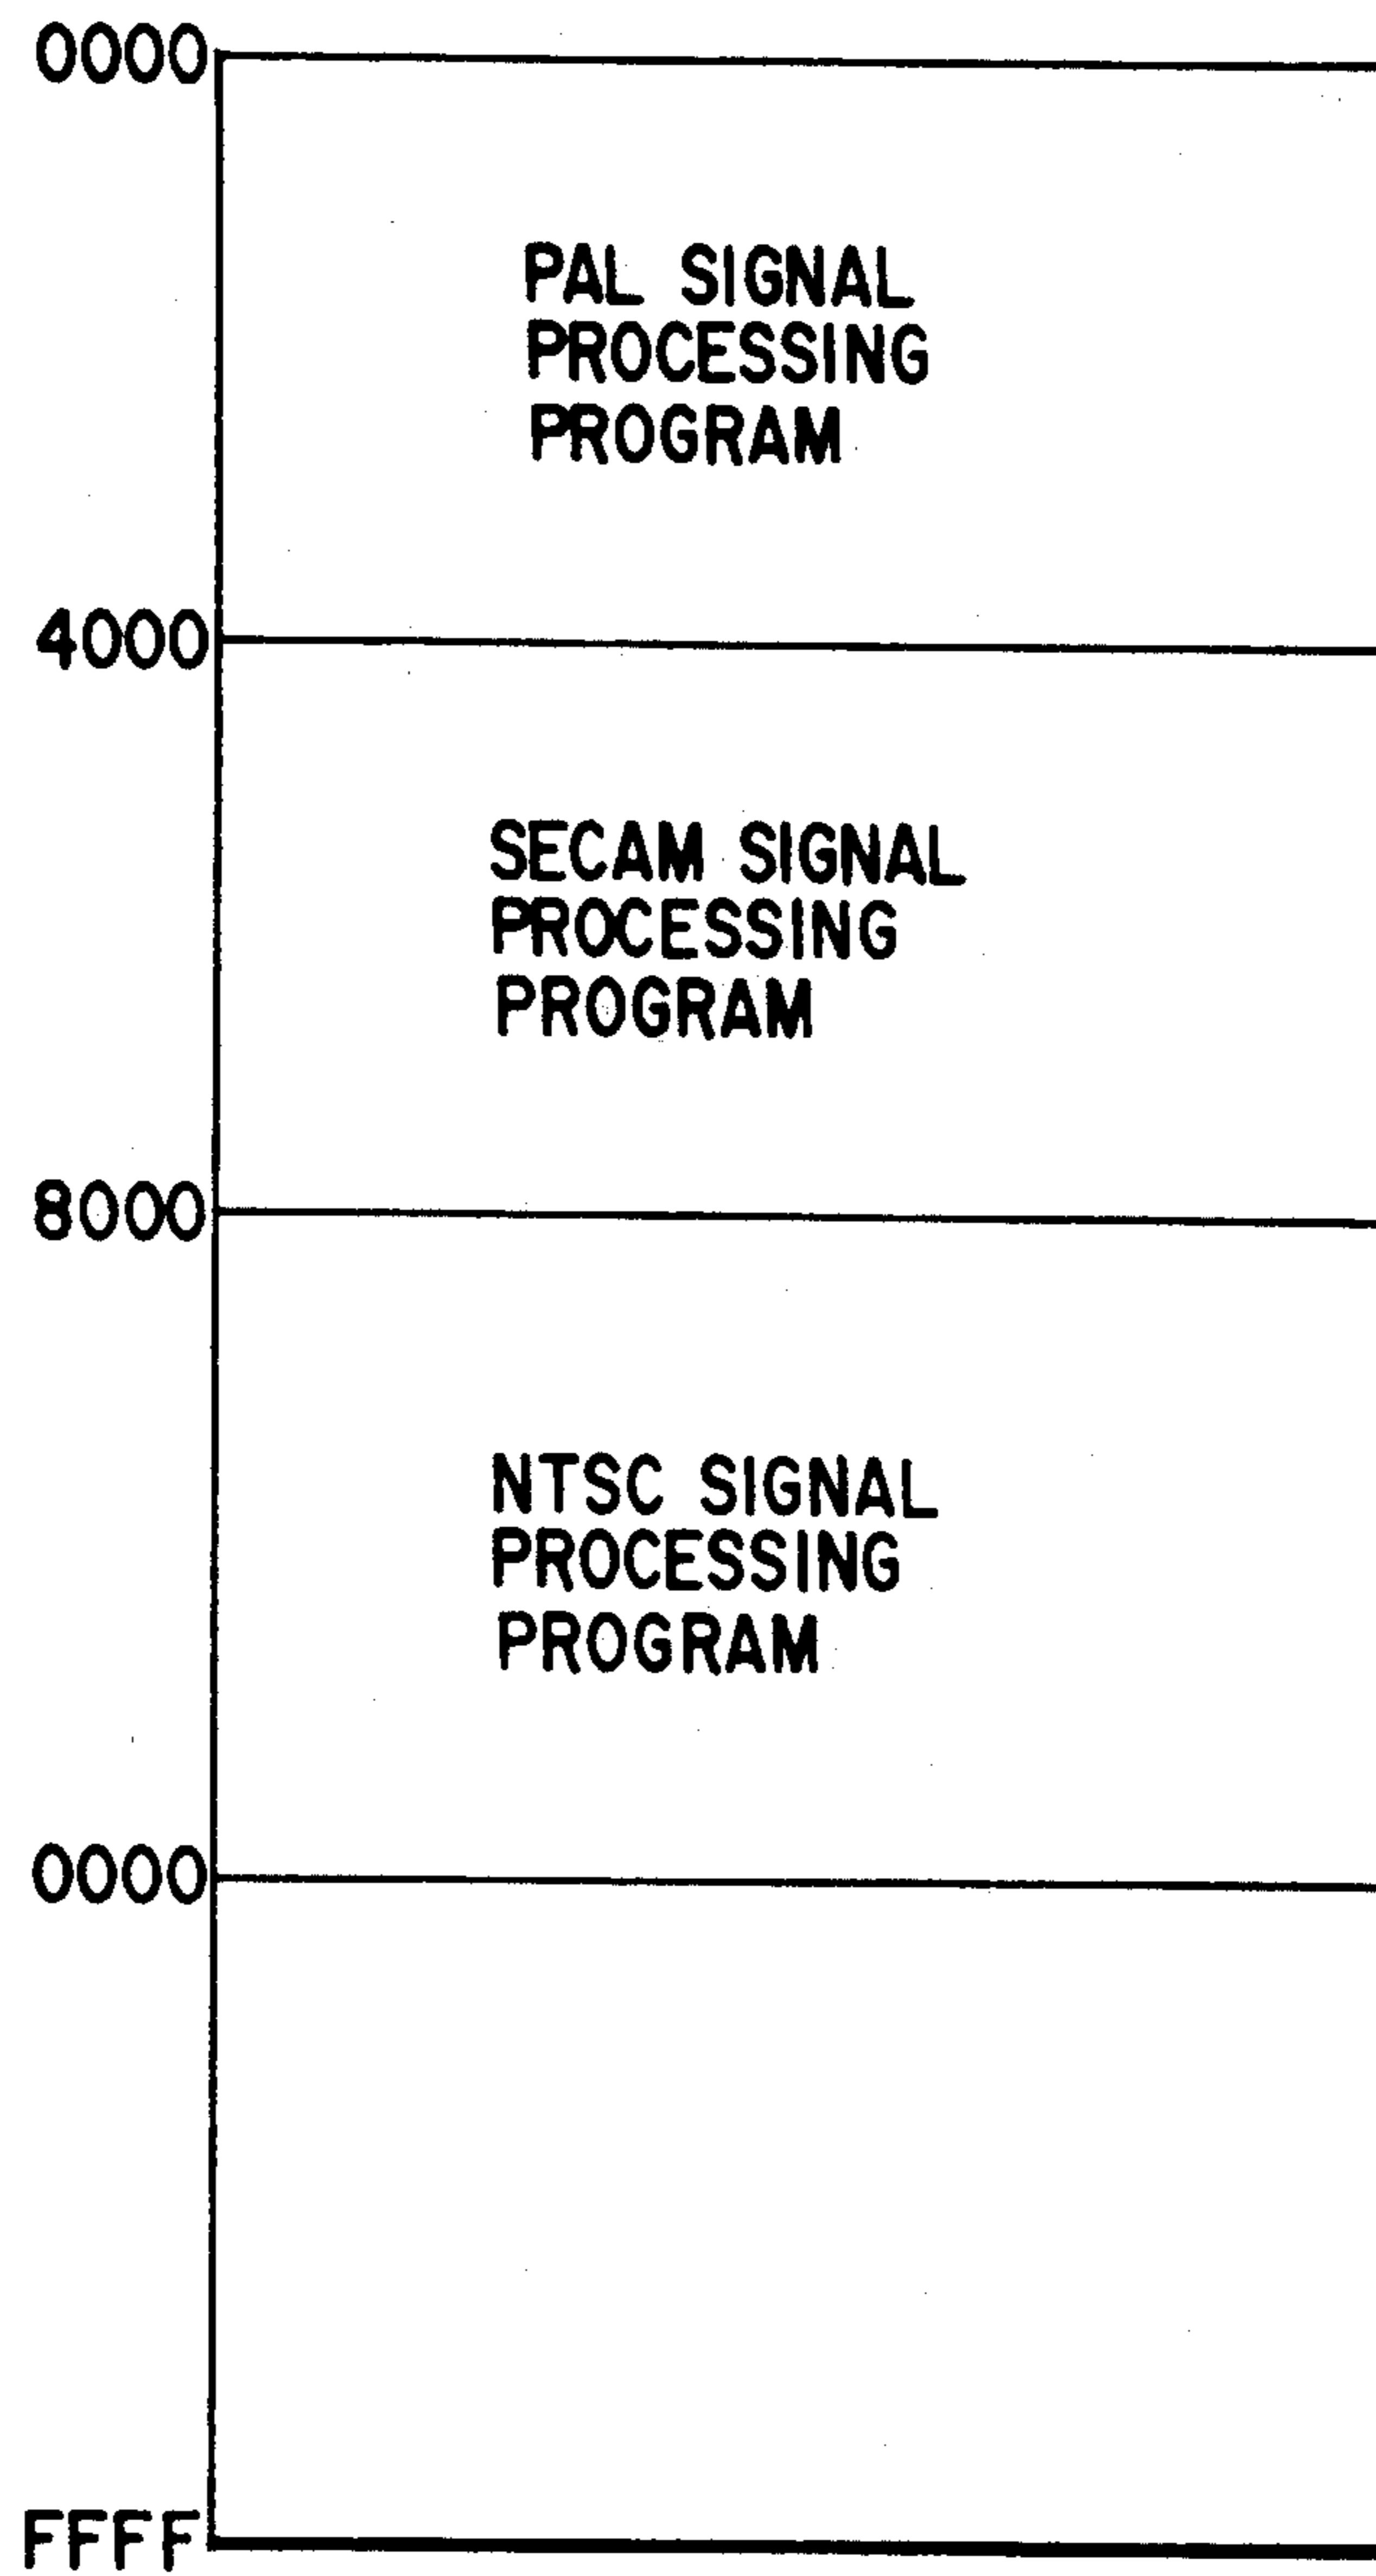 0000
PAL SIGNAL
PROCESSING
PROGRAM
4000
SECAM SIGNAL
PROCESSING
PROGRAM
8000
NTSC SIGNAL
PROCESSING
PROGRAM
0000
FFFF